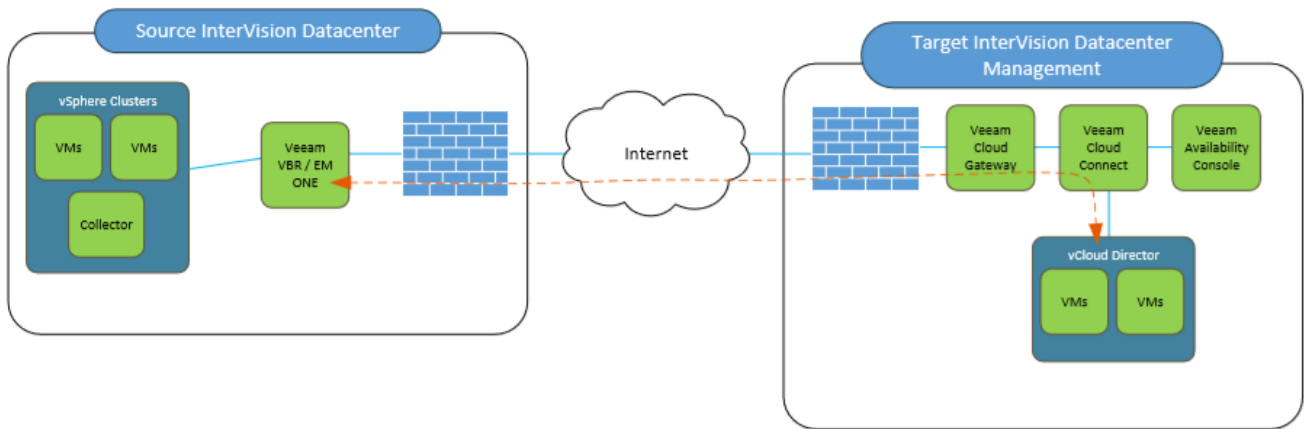 Source InterVision Datacenter
vSphere Clusters
VMs
VMs
Collector
Veeam
VBR / EM
ONE
Internet
Target InterVision Datacenter
Management
Veeam
Cloud
Gateway
Veeam
Cloud
Connect
Veeam
Availability
Console
vCloud Director
VMs
VMs